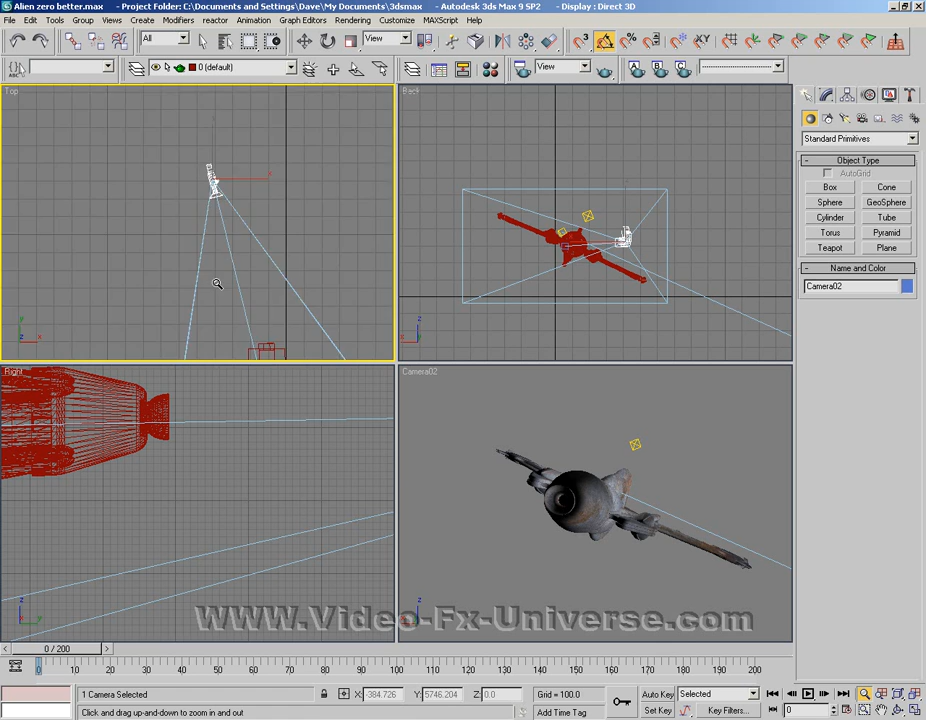 Alien zero better.max - Project Folder: C:\Documents and Settings\Dave\My Documents\3dsmax - Autodesk 3ds Max 9 SP2 - Display : Direct 3D
File Edit Tools Group Views Create Modifiers reactor Animation Graph Editors Rendering Customize MAXScript Help
All View
0 (default) View
Top
Back
Standard Primitives
Object Type
AutoGrid
Box Cone
Sphere GeoSphere
Cylinder Tube
Torus Pyramid
Teapot Plane
Name and Color
Camera02
Right
Camera02
WWW.Video-Fx-Universe.com
0 / 200
0 10 20 30 40 50 60 70 80 90 100 110 120 130 140 150 160 170 180 190 200
1 Camera Selected X: -384.726 Y: 5746.204 Z: 0.0 Grid = 100.0 Auto Key Selected
Click and drag up-and-down to zoom in and out Add Time Tag Set Key Key Filters... 0